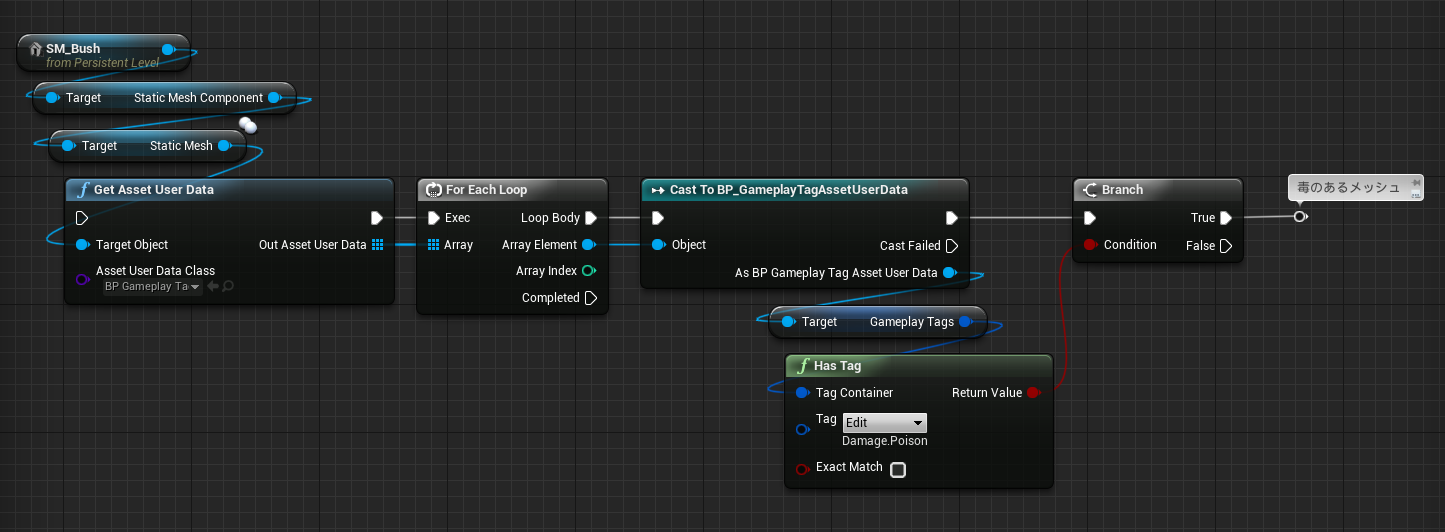 SM_Bush
from Persistent Level
Target Static Mesh Component
Target Static Mesh
Get Asset User Data
Target Object Out Asset User Data
Asset User Data Class
BP Gameplay Ta
For Each Loop
Exec Loop Body
Array Array Element
Array Index
Completed
Cast To BP_GameplayTagAssetUserData
Object
Cast Failed
As BP Gameplay Tag Asset User Data
Target Gameplay Tags
Has Tag
Tag Container Return Value
Tag Edit
Damage.Poison
Exact Match
Branch
True
Condition False
毒のあるメッシュ